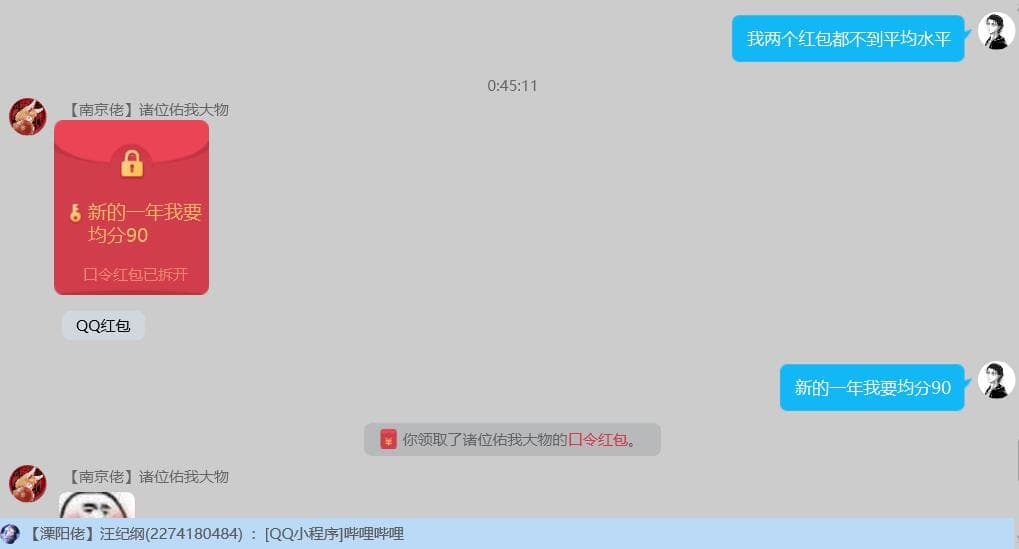 我两个红包都不到平均水平
0:45:11
【南京佬】诸位佑我大物
新的一年我要
均分90
口令红包已拆开
QQ红包
新的一年我要均分90
你领取了诸位佑我大物的口令红包。
【南京佬】诸位佑我大物
【溧阳佬】汪纪纲(2274180484) : [QQ小程序]哔哩哔哩